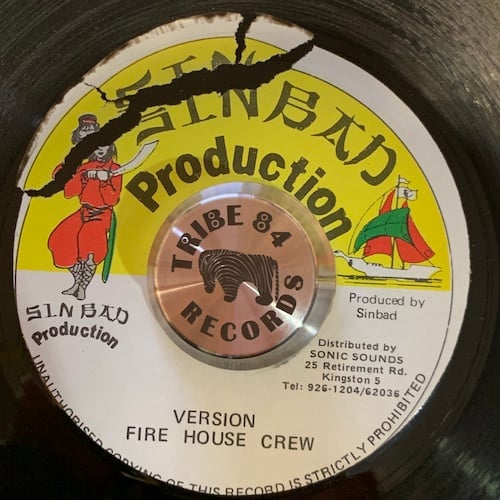 SINBAD
SINBAD
Production
TRIBE 84
RECORDS
SINBAD
Production
Produced by
Sinbad
Distributed by
SONIC SOUNDS
25 Retirement Rd.
Kingston 5
Tel: 926-1204/62036
VERSION
FIRE HOUSE CREW
UNAUTHORISED COPYING OF THIS RECORD IS STRICTLY PROHIBITED